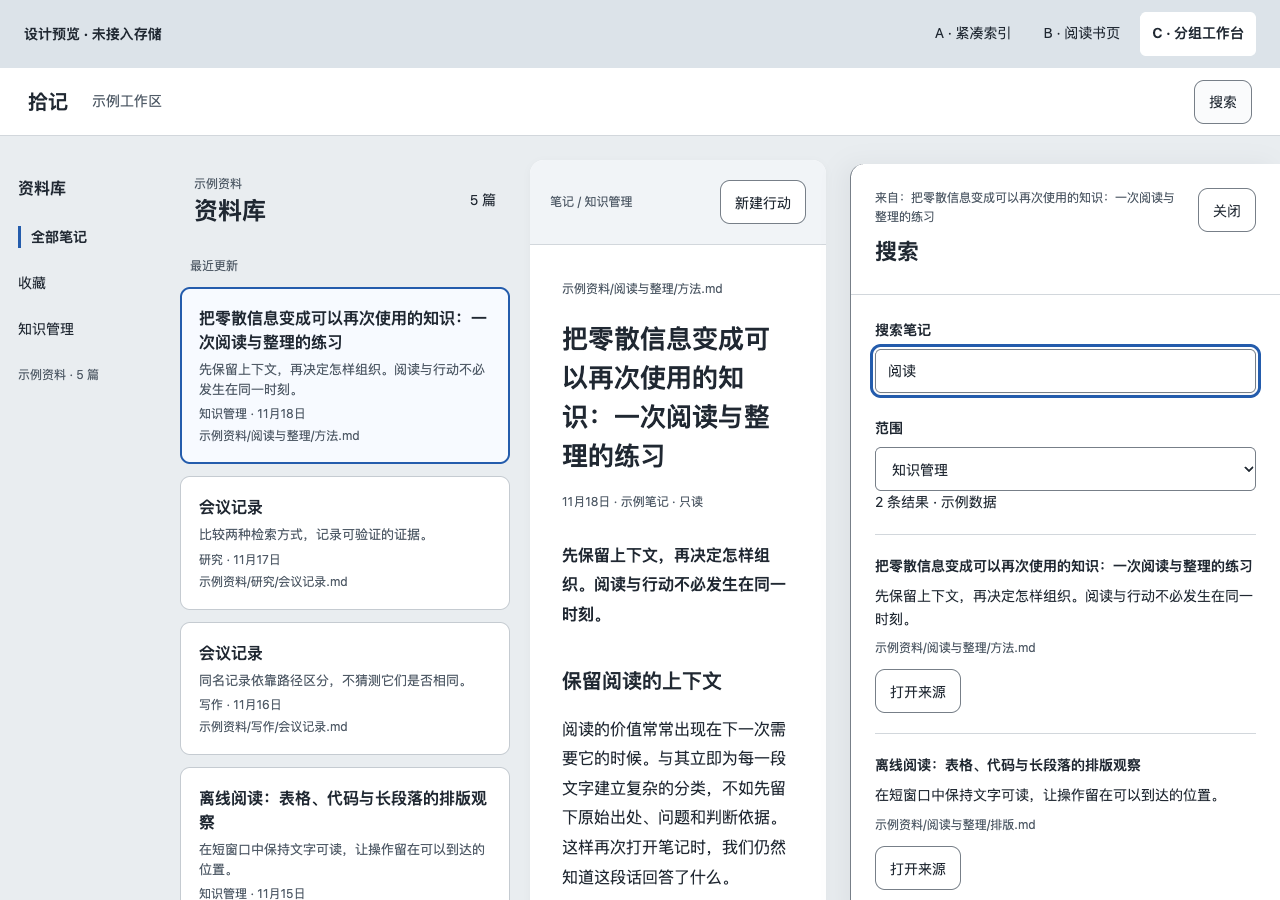 设计预览 · 未接入存储
A · 紧凑索引
B · 阅读书页
C · 分组工作台
拾记
示例工作区
搜索
资料库
全部笔记
收藏
知识管理
示例资料 · 5 篇
示例资料
资料库
5 篇
最近更新
把零散信息变成可以再次使用的知识：一
次阅读与整理的练习
先保留上下文，再决定怎样组织。阅读与行动不必
发生在同一时刻。
知识管理 · 11月18日
示例资料/阅读与整理/方法.md
会议记录
比较两种检索方式，记录可验证的证据。
研究 · 11月17日
示例资料/研究/会议记录.md
会议记录
同名记录依靠路径区分，不猜测它们是否相同。
写作 · 11月16日
示例资料/写作/会议记录.md
离线阅读：表格、代码与长段落的排版观
察
在短窗口中保持文字可读，让操作留在可以到达的
位置。
知识管理 · 11月15日
笔记 / 知识管理
新建行动
示例资料/阅读与整理/方法.md
把零散信息变成可
以再次使用的知
识：一次阅读与整
理的练习
11月18日 · 示例笔记 · 只读
先保留上下文，再决定怎样组
织。阅读与行动不必发生在同一
时刻。
保留阅读的上下文
阅读的价值常常出现在下一次需
要它的时候。与其立即为每一段
文字建立复杂的分类，不如先留
下原始出处、问题和判断依据。
这样再次打开笔记时，我们仍然
知道这段话回答了什么。
来自：把零散信息变成可以再次使用的知识：一次阅读与
整理的练习
搜索
关闭
搜索笔记
阅读
范围
知识管理
2 条结果 · 示例数据
把零散信息变成可以再次使用的知识：一次阅读与整理的练习
先保留上下文，再决定怎样组织。阅读与行动不必发生在同一
时刻。
示例资料/阅读与整理/方法.md
打开来源
离线阅读：表格、代码与长段落的排版观察
在短窗口中保持文字可读，让操作留在可以到达的位置。
示例资料/阅读与整理/排版.md
打开来源